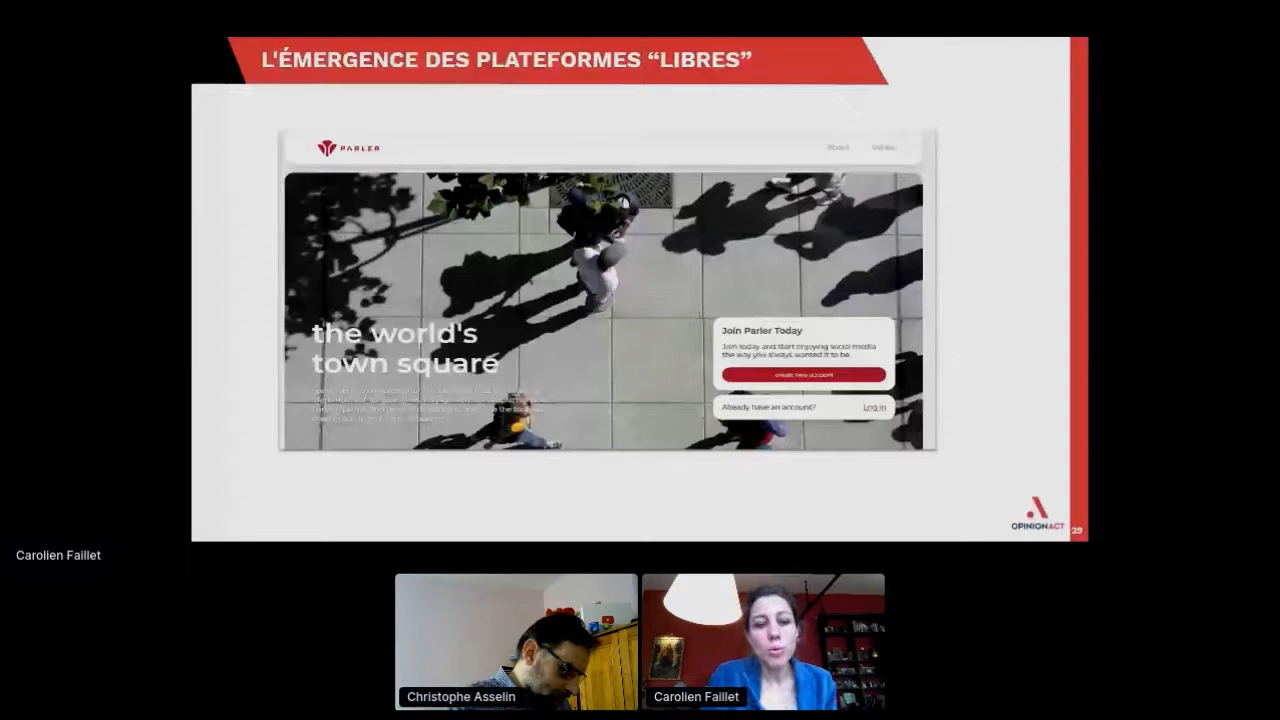 L'ÉMERGENCE DES PLATEFORMES “LIBRES”
PARLER
the world's
town square
Join Parler Today
Join today and start enjoying social media
the way you always wanted it to be
create new account
Already have an account? Log In
OPINIONACT
29
Carolien Faillet
Christophe Asselin
Carolien Faillet